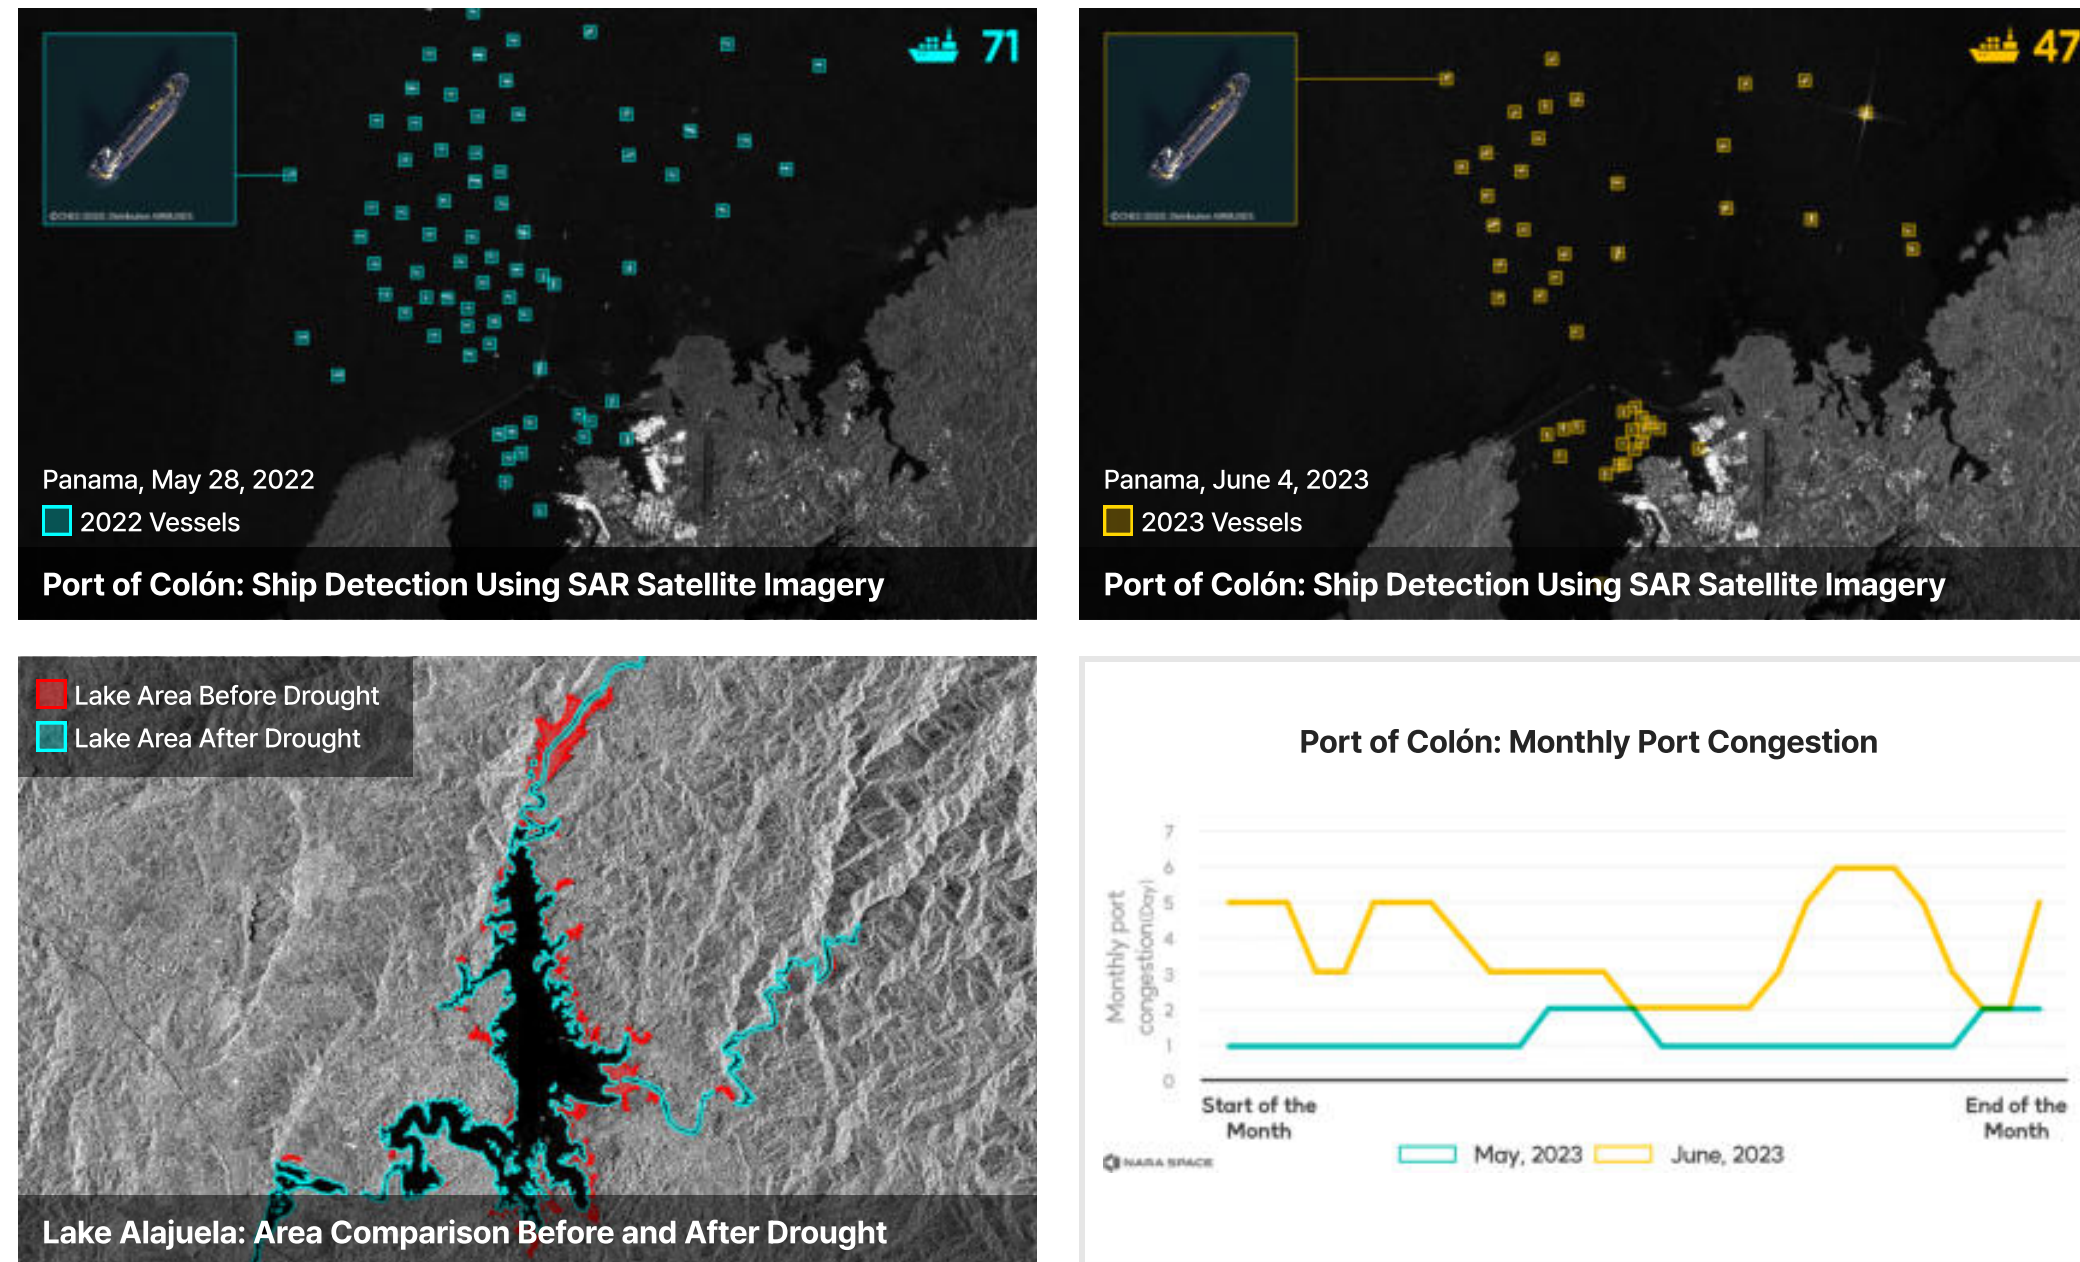 71
Panama, May 28, 2022
2022 Vessels
Port of Colón: Ship Detection Using SAR Satellite Imagery
47
Panama, June 4, 2023
2023 Vessels
Port of Colón: Ship Detection Using SAR Satellite Imagery
Lake Area Before Drought
Lake Area After Drought
Lake Alajuela: Area Comparison Before and After Drought
Port of Colón: Monthly Port Congestion
Monthly port
congestion(Day)
7
6
5
4
3
2
1
0
Start of the
Month
End of the
Month
May, 2023
June, 2023
NARA SPACE